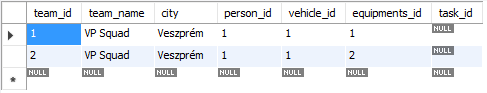 team_id team_name city person_id vehicle_id equipments_id task_id
1 VP Squad Veszprém 1 1 1 NULL
2 VP Squad Veszprém 1 1 2 NULL
NULL NULL NULL NULL NULL NULL NULL